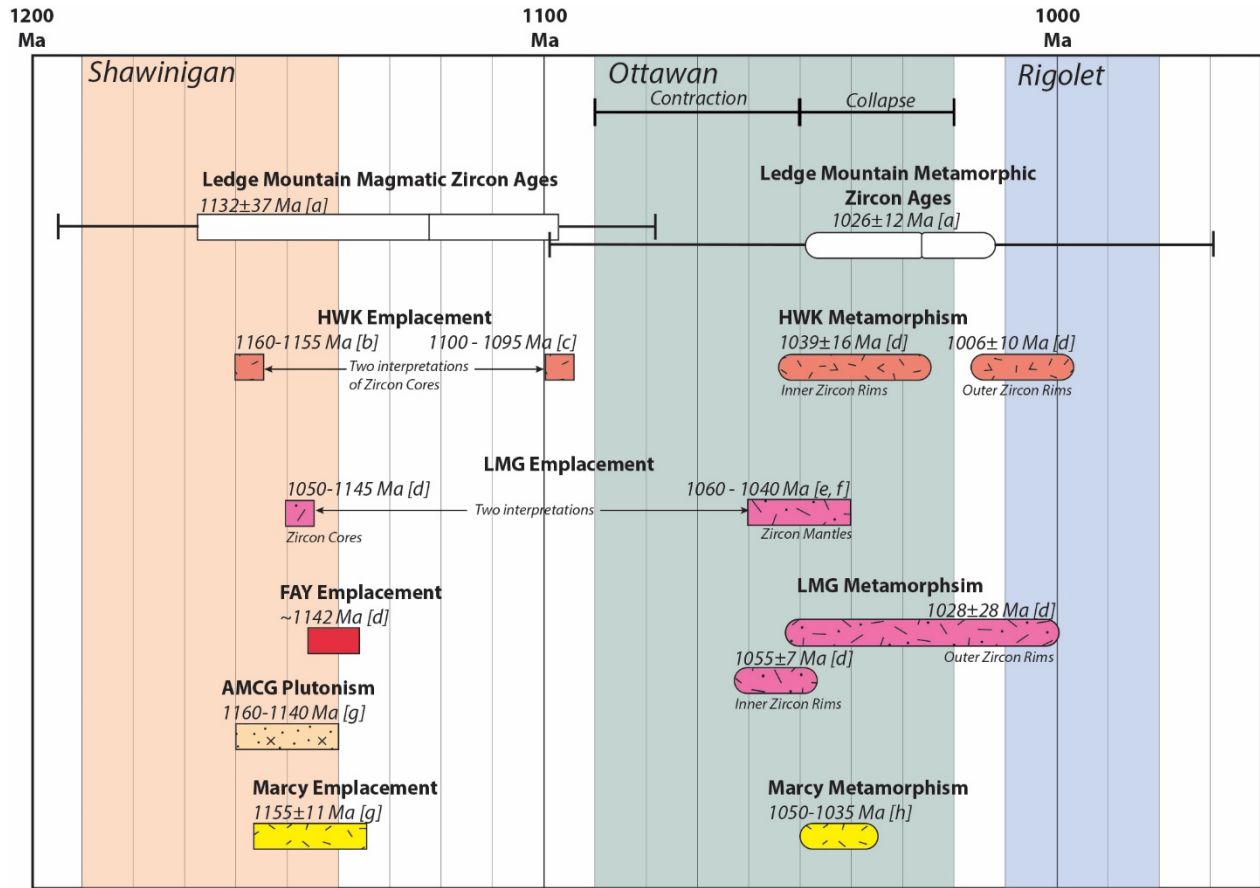 1200
Ma
1100
Ma
1000
Ma
Shawinigan
Ottawan
Rigolet
Contraction
Collapse
Ledge Mountain Magmatic Zircon Ages
1132±37 Ma [a]
Ledge Mountain Metamorphic
Zircon Ages
1026±12 Ma [a]
HWK Emplacement
1160-1155 Ma [b]
1100 - 1095 Ma [c]
Two interpretations
of Zircon Cores
HWK Metamorphism
1039±16 Ma [d]
1006±10 Ma [d]
Inner Zircon Rims
Outer Zircon Rims
LMG Emplacement
1050-1145 Ma [d]
1060 - 1040 Ma [e, f]
Two interpretations
Zircon Cores
Zircon Mantles
FAY Emplacement
~1142 Ma [d]
LMG Metamorphsim
1028±28 Ma [d]
Outer Zircon Rims
1055±7 Ma [d]
Inner Zircon Rims
AMCG Plutonism
1160-1140 Ma [g]
Marcy Emplacement
1155±11 Ma [g]
Marcy Metamorphism
1050-1035 Ma [h]